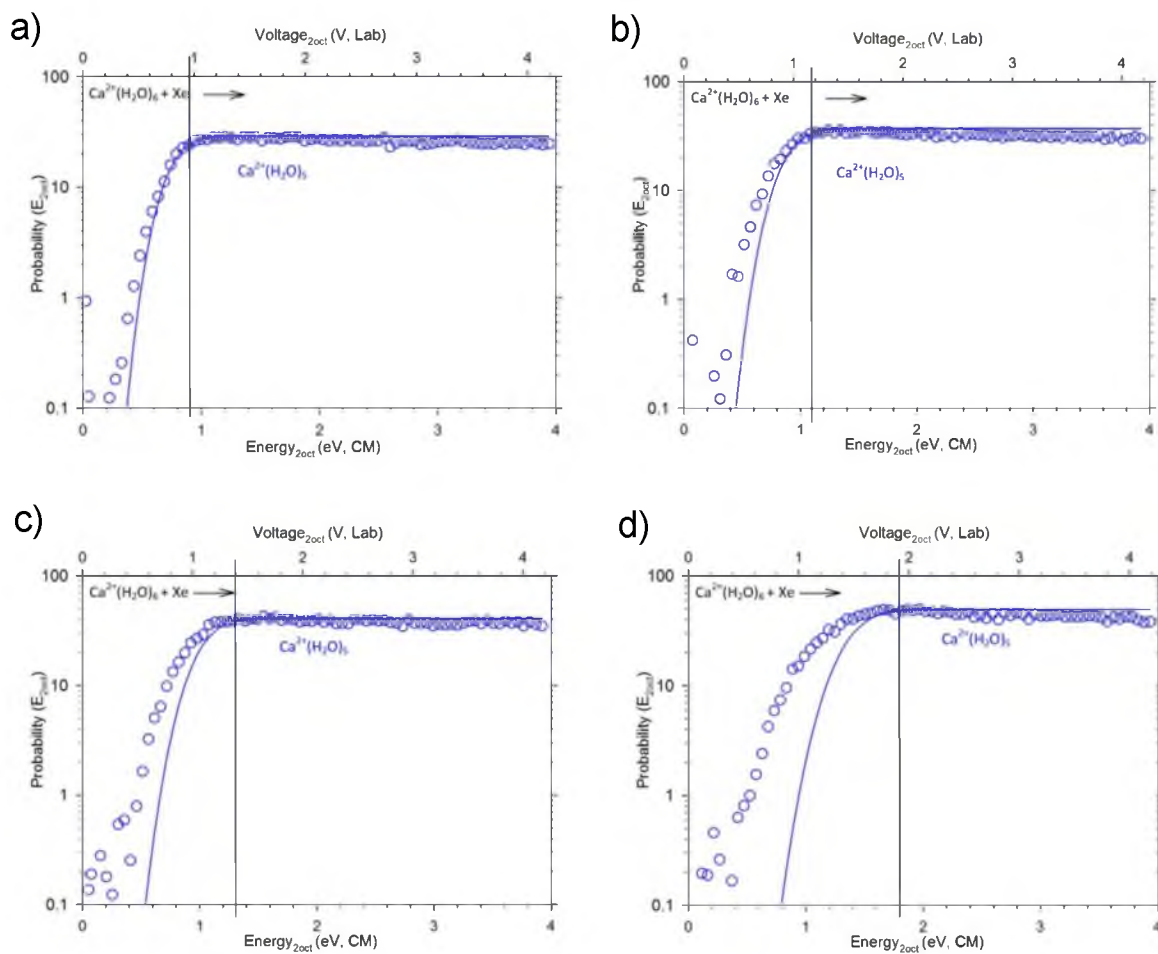 a)
Voltage2oct (V, Lab)
0 1 2 3 4
100
10
1
0.1
Probability (E2oct)
Ca2+(H2O)6 + Xe
Ca2+(H2O)5
0 1 2 3 4
Energy2oct (eV, CM)
b)
Voltage2oct (V, Lab)
0 1 2 3 4
100
10
1
0.1
Probability (E2oct)
Ca2+(H2O)6 + Xe
Ca2+(H2O)5
0 1 2 3 4
Energy2oct (eV, CM)
c)
Voltage2oct (V, Lab)
0 1 2 3 4
100
10
1
0.1
Probability (E2oct)
Ca2+(H2O)6 + Xe
Ca2+(H2O)5
0 1 2 3 4
Energy2oct (eV, CM)
d)
Voltage2oct (V, Lab)
0 1 2 3 4
100
10
1
0.1
Probability (E2oct)
Ca2+(H2O)6 + Xe
Ca2+(H2O)5
0 1 2 3 4
Energy2oct (eV, CM)